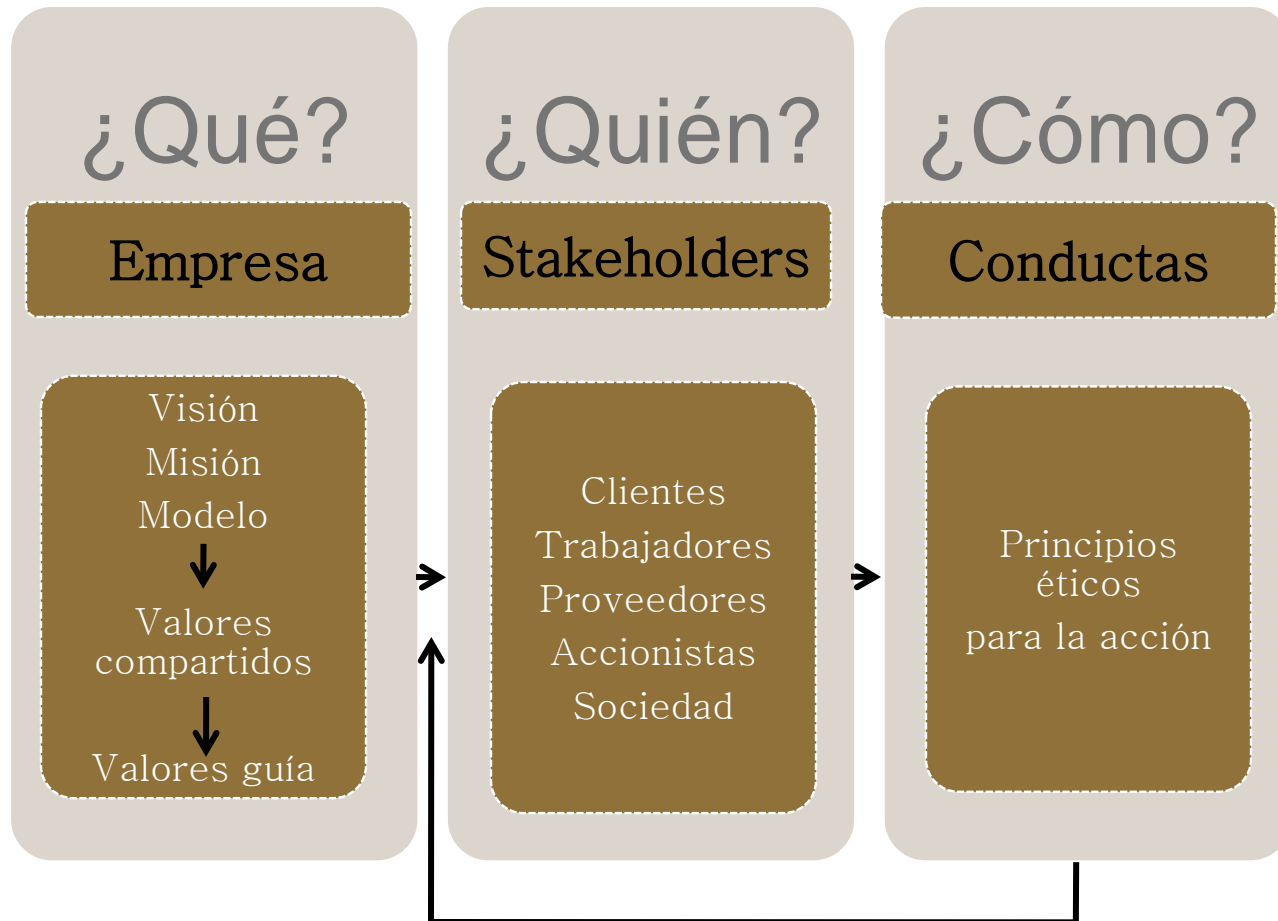 ¿Qué?
Empresa
Visión
Misión
Modelo
Valores
compartidos
Valores guía
¿Quién?
Stakeholders
Clientes
Trabajadores
Proveedores
Accionistas
Sociedad
¿Cómo?
Conductas
Principios
éticos
para la acción